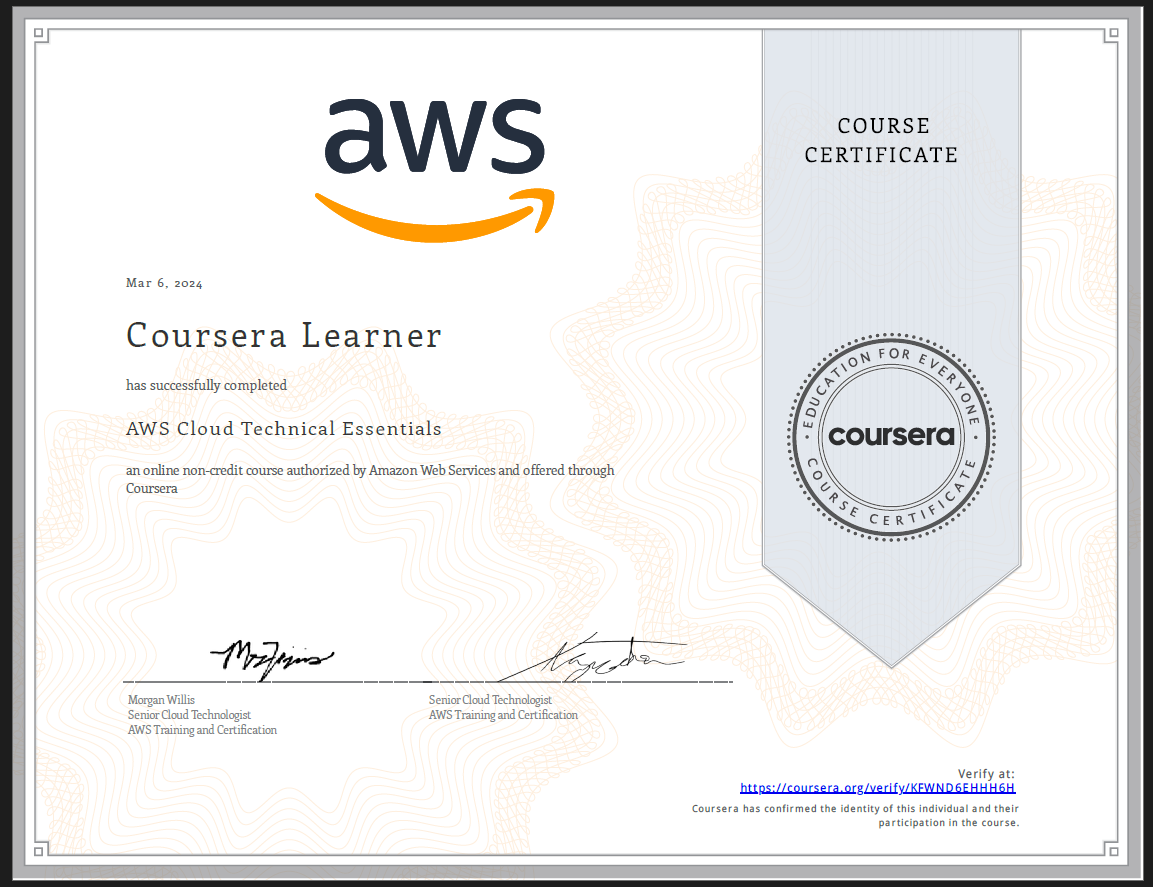 aws
COURSE
CERTIFICATE
Mar 6, 2024
Coursera Learner
has successfully completed
AWS Cloud Technical Essentials
an online non-credit course authorized by Amazon Web Services and offered through
Coursera
EDUCATION FOR EVERYONE
coursera
COURSE CERTIFICATE
Morgan Willis
Senior Cloud Technologist
AWS Training and Certification
Senior Cloud Technologist
AWS Training and Certification
Verify at:
https://coursera.org/verify/KFWND6EHHH6H
Coursera has confirmed the identity of this individual and their
participation in the course.